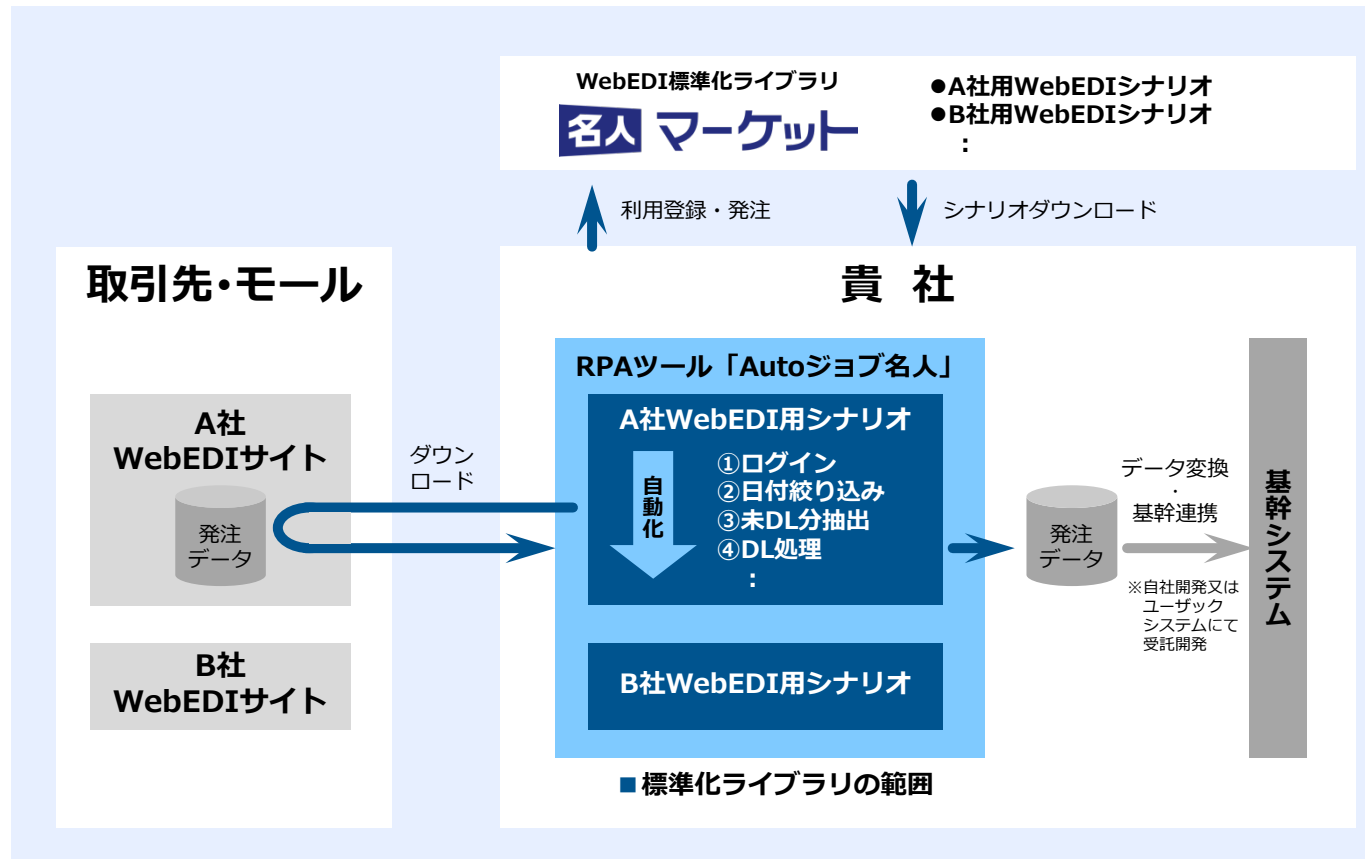 WebEDI標準化ライブラリ
名人 マーケット
●A社用WebEDIシナリオ
●B社用WebEDIシナリオ
:
利用登録・発注
シナリオダウンロード
取引先・モール
貴 社
A社
WebEDIサイト
発注
データ
B社
WebEDIサイト
ダウン
ロード
RPAツール「Autoジョブ名人」
A社WebEDI用シナリオ
自動化
①ログイン
②日付絞り込み
③未DL分抽出
④DL処理
:
B社WebEDI用シナリオ
■標準化ライブラリの範囲
発注
データ
データ変換
・
基幹連携
※自社開発又は
ユーザック
システムにて
受託開発
基幹システム